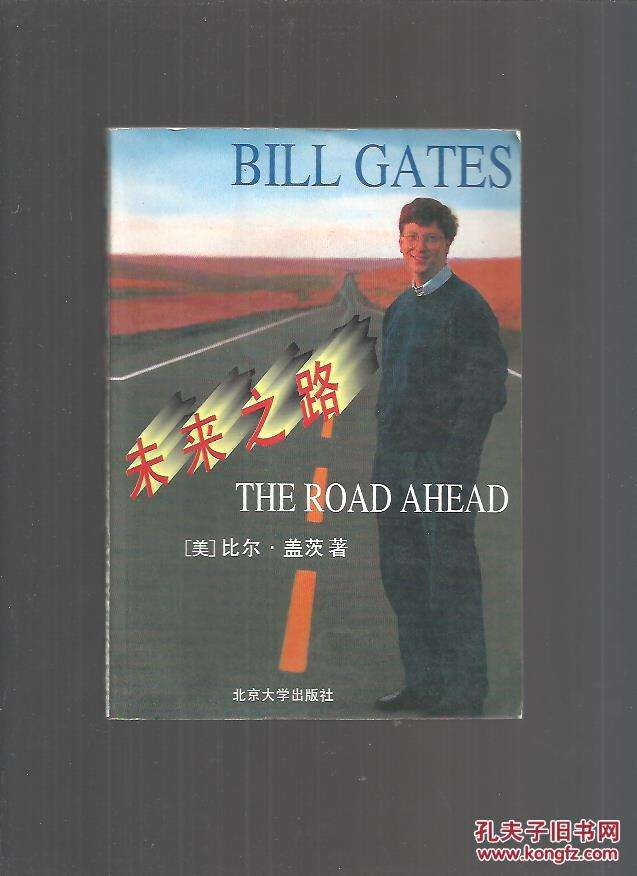 BILL GATES
未来之路
THE ROAD AHEAD
[美]比尔·盖茨著
北京大学出版社
孔夫子旧书网
www.kongfz.com